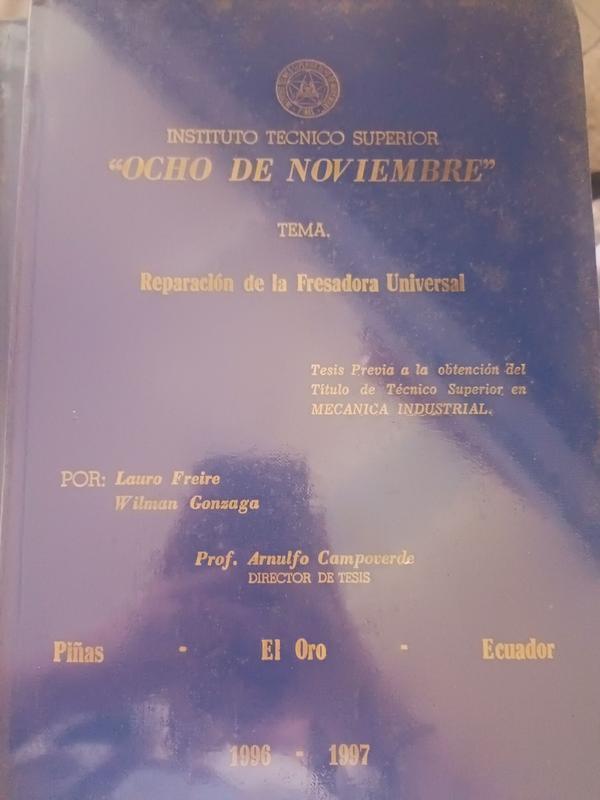 INSTITUTO TECNICO SUPERIOR
“OCHO DE NOVIEMBRE”
TEMA.
Reparación de la Fresadora Universal
Tesis Previa a la obtención del
Título de Técnico Superior en
MECANICA INDUSTRIAL.
POR: Lauro Freire
Wilman Gonzaga
Prof. Arnulfo Campoverde
DIRECTOR DE TESIS
Piñas - El Oro - Ecuador
1996 - 1997